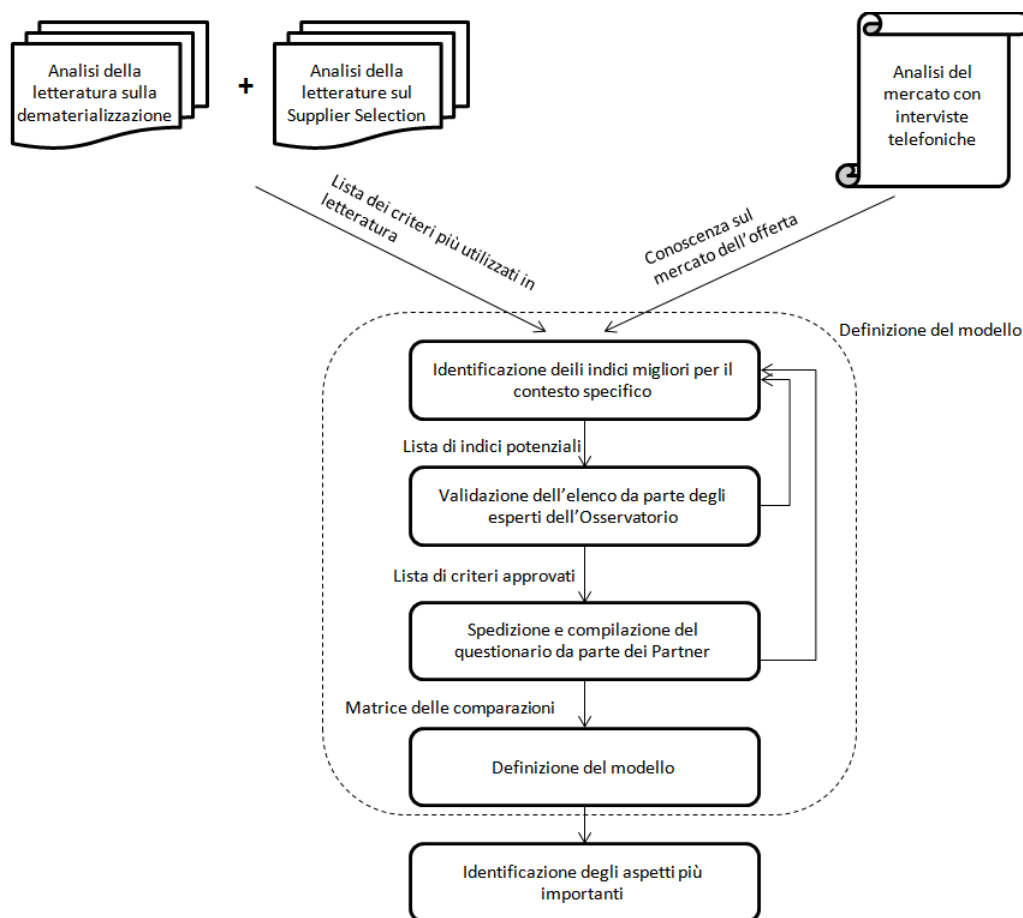 Analisi della
letteratura sulla
dematerializzazione
+
Analisi della
letterature sul
Supplier Selection
Analisi del
mercato con
interviste
telefoniche
Lista dei criteri più utilizzati in
letteratura
Conoscenza sul
mercato dell’offerta
Definizione del modello
Identificazione deili indici migliori per il
contesto specifico
Lista di indici potenziali
Validazione dell’elenco da parte degli
esperti dell’Osservatorio
Lista di criteri approvati
Spedizione e compilazione del
questionario da parte dei Partner
Matrice delle comparazioni
Definizione del modello
Identificazione degli aspetti più
importanti